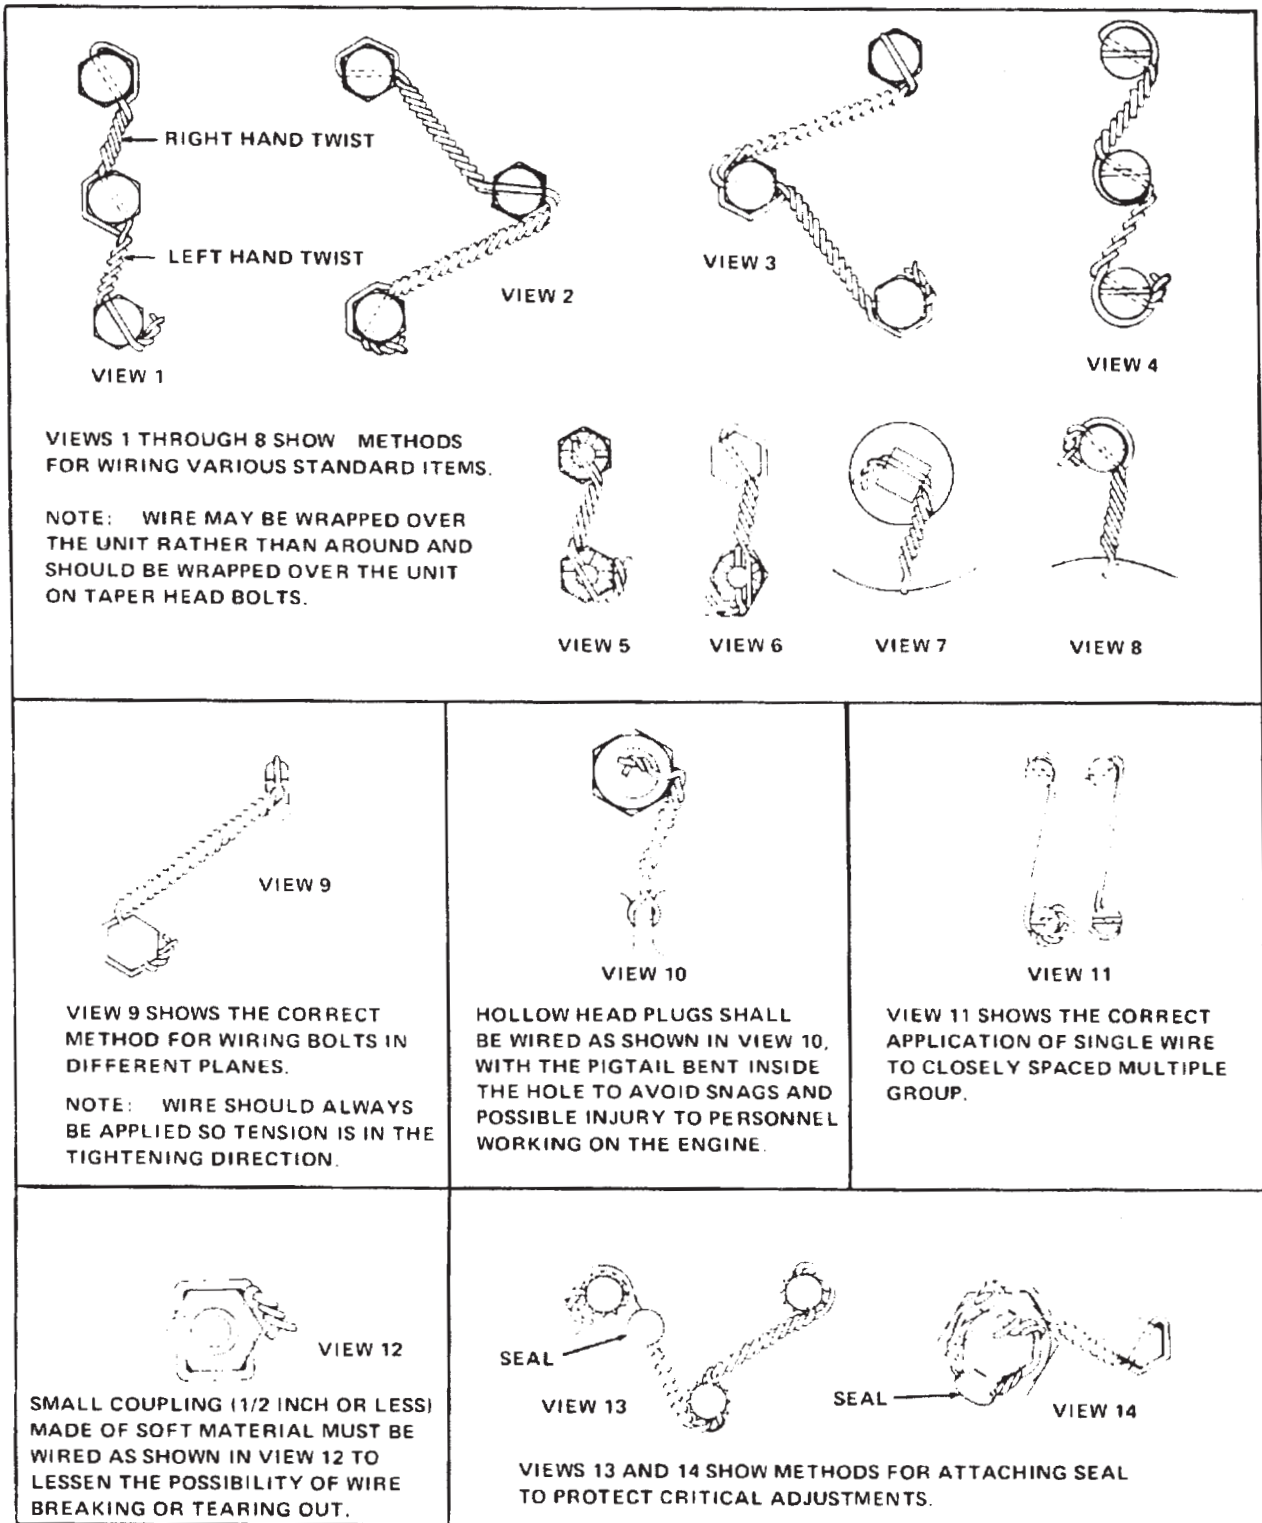 RIGHT HAND TWIST
LEFT HAND TWIST
VIEW 1
VIEW 2
VIEW 3
VIEW 4
VIEWS 1 THROUGH 8 SHOW METHODS
FOR WIRING VARIOUS STANDARD ITEMS.
NOTE: WIRE MAY BE WRAPPED OVER
THE UNIT RATHER THAN AROUND AND
SHOULD BE WRAPPED OVER THE UNIT
ON TAPER HEAD BOLTS.
VIEW 5
VIEW 6
VIEW 7
VIEW 8
VIEW 9
VIEW 9 SHOWS THE CORRECT
METHOD FOR WIRING BOLTS IN
DIFFERENT PLANES.
NOTE: WIRE SHOULD ALWAYS
BE APPLIED SO TENSION IS IN THE
TIGHTENING DIRECTION.
VIEW 10
HOLLOW HEAD PLUGS SHALL
BE WIRED AS SHOWN IN VIEW 10,
WITH THE PIGTAIL BENT INSIDE
THE HOLE TO AVOID SNAGS AND
POSSIBLE INJURY TO PERSONNEL
WORKING ON THE ENGINE.
VIEW 11
VIEW 11 SHOWS THE CORRECT
APPLICATION OF SINGLE WIRE
TO CLOSELY SPACED MULTIPLE
GROUP.
VIEW 12
SMALL COUPLING (1/2 INCH OR LESS)
MADE OF SOFT MATERIAL MUST BE
WIRED AS SHOWN IN VIEW 12 TO
LESSEN THE POSSIBILITY OF WIRE
BREAKING OR TEARING OUT.
SEAL
VIEW 13
SEAL
VIEW 14
VIEWS 13 AND 14 SHOW METHODS FOR ATTACHING SEAL
TO PROTECT CRITICAL ADJUSTMENTS.